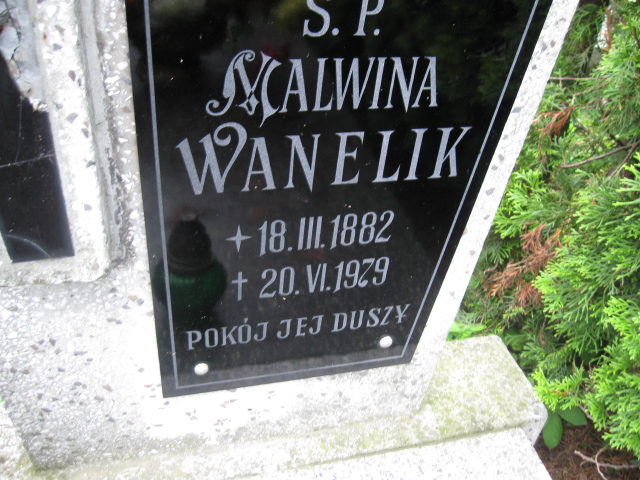 Ś. P.
MALWINA
WANELIK
+ 18.III.1882
† 20.VI.1979
POKÓJ JEJ DUSZY